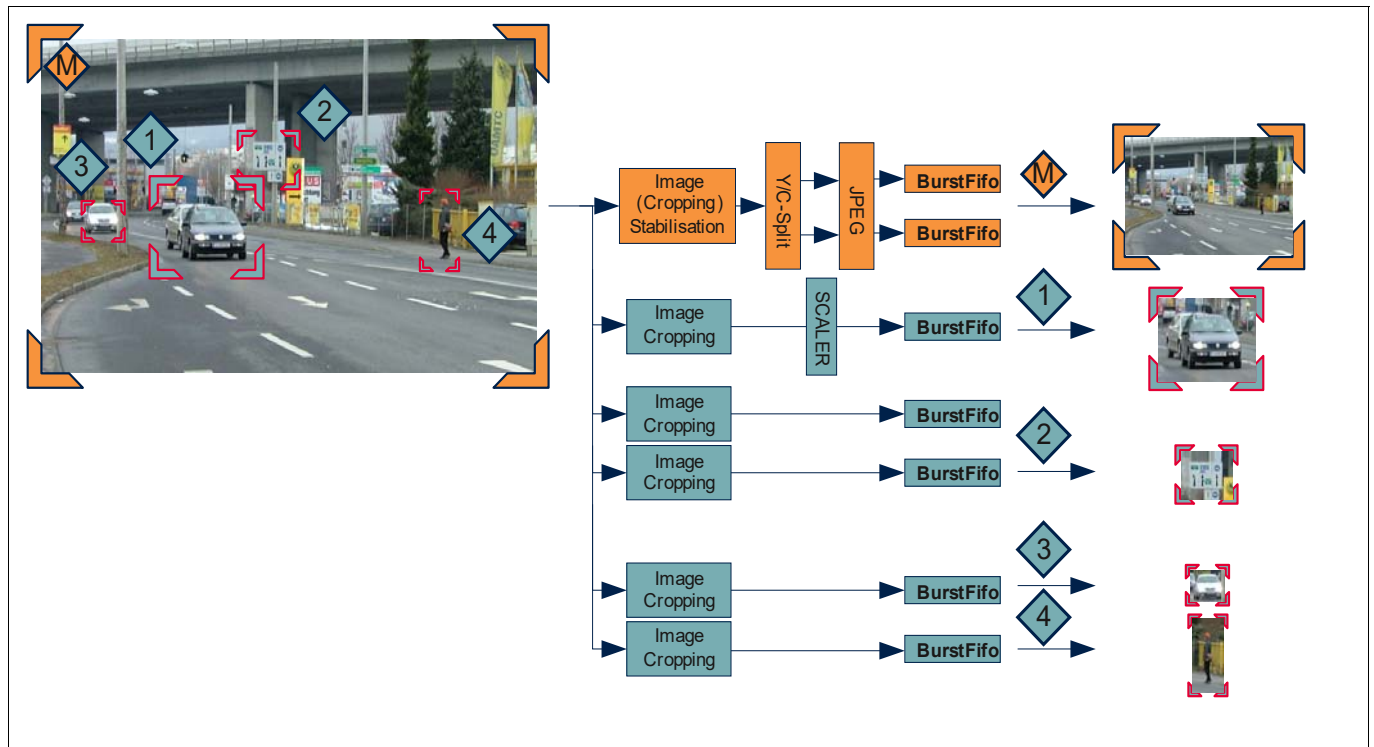 M
1
2
3
4
Image
(Cropping)
Stabilisation
Y/C-Split
JPEG
BurstFifo
BurstFifo
M
Image
Cropping
SCALER
BurstFifo
1
Image
Cropping
BurstFifo
2
Image
Cropping
BurstFifo
Image
Cropping
BurstFifo
3
Image
Cropping
BurstFifo
4